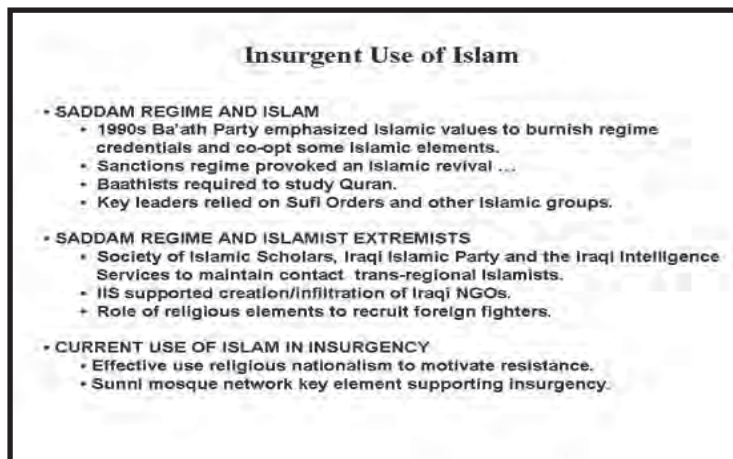 Insurgent Use of Islam
• SADDAM REGIME AND ISLAM
• 1990s Ba'ath Party emphasized Islamic values to burnish regime
credentials and co-opt some Islamic elements.
• Sanctions regime provoked an Islamic revival ...
• Baathists required to study Quran.
• Key leaders relied on Sufi Orders and other Islamic groups.
• SADDAM REGIME AND ISLAMIST EXTREMISTS
• Society of Islamic Scholars, Iraqi Islamic Party and the Iraqi Intelligence
Services to maintain contact trans-regional Islamists.
• IIS supported creation/infiltration of Iraqi NGOs.
• Role of religious elements to recruit foreign fighters.
• CURRENT USE OF ISLAM IN INSURGENCY
• Effective use religious nationalism to motivate resistance.
• Sunni mosque network key element supporting insurgency.